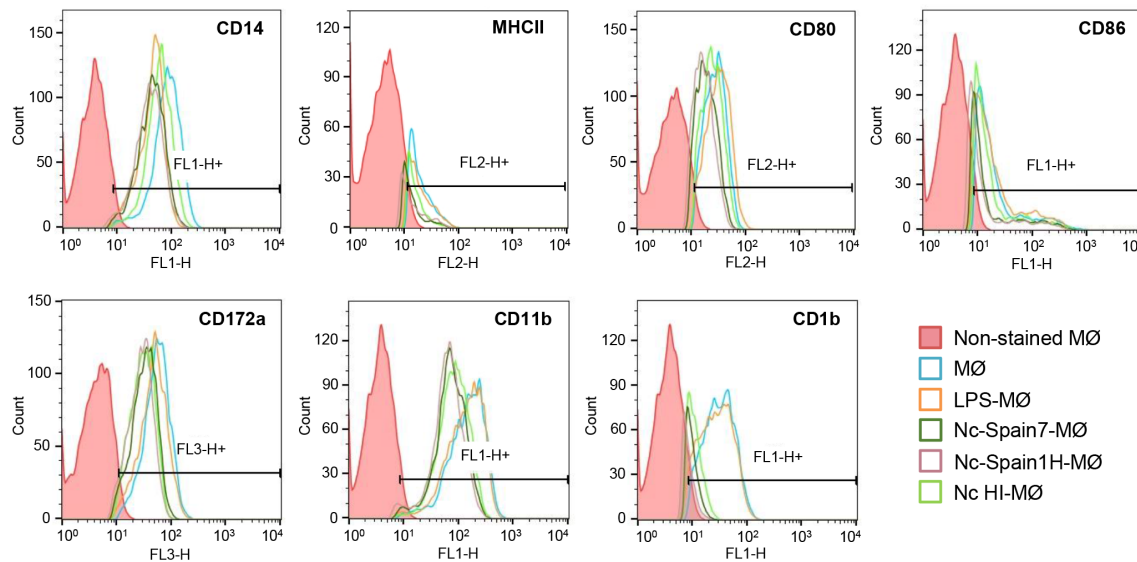 CD14
150
100
50
0
Count
FL1-H+
10⁰ 10¹ 10² 10³ 10⁴
FL1-H
MHCII
120
90
60
30
0
Count
FL2-H+
10⁰ 10¹ 10² 10³ 10⁴
FL2-H
CD80
150
100
50
0
Count
FL2-H+
10⁰ 10¹ 10² 10³ 10⁴
FL2-H
CD86
120
90
60
30
0
Count
FL1-H+
10⁰ 10¹ 10² 10³ 10⁴
FL1-H
CD172a
150
100
50
0
Count
FL3-H+
10⁰ 10¹ 10² 10³ 10⁴
FL3-H
CD11b
150
120
90
60
30
0
Count
FL1-H+
10⁰ 10¹ 10² 10³ 10⁴
FL1-H
CD1b
150
120
90
60
30
0
Count
FL1-H+
10⁰ 10¹ 10² 10³ 10⁴
FL1-H
Non-stained MØ
MØ
LPS-MØ
Nc-Spain7-MØ
Nc-Spain1H-MØ
Nc HI-MØ